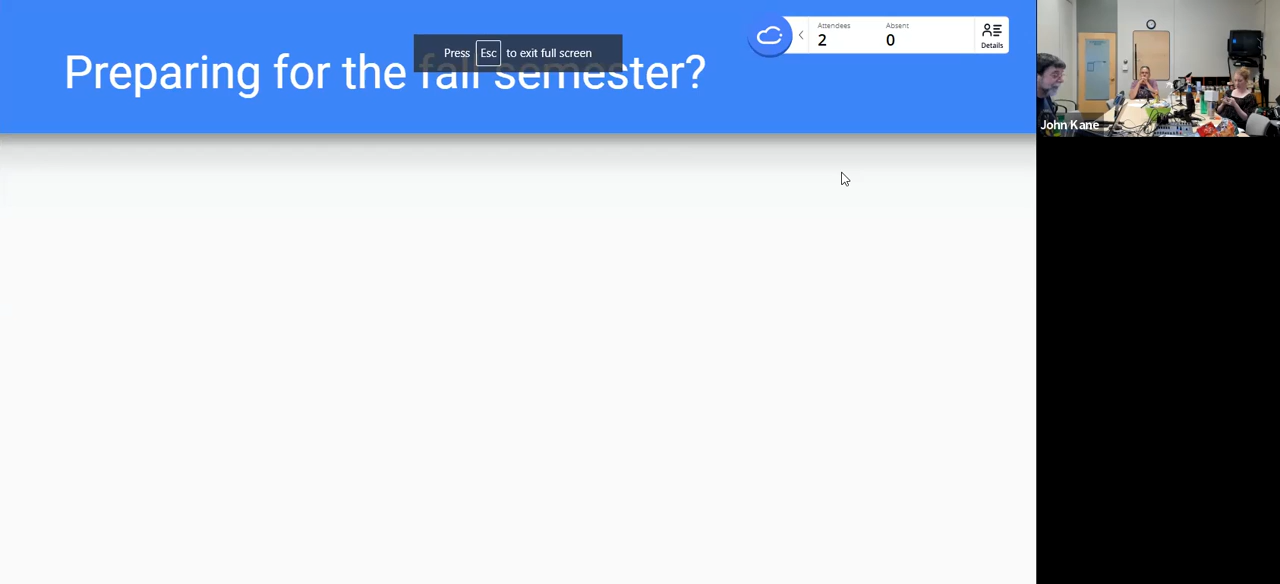 Preparing for the fall semester?
Press Esc to exit full screen
Attendees
2
Absent
0
Details
John Kane